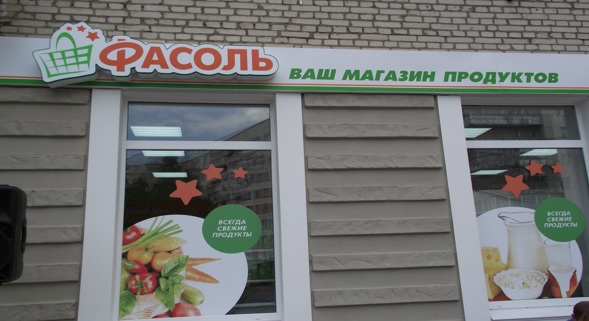 ФАСОЛЬ
ВАШ МАГАЗИН ПРОДУКТОВ
ВСЕГДА
СВЕЖИЕ
ПРОДУКТЫ
ВСЕГДА
СВЕЖИЕ
ПРОДУКТЫ